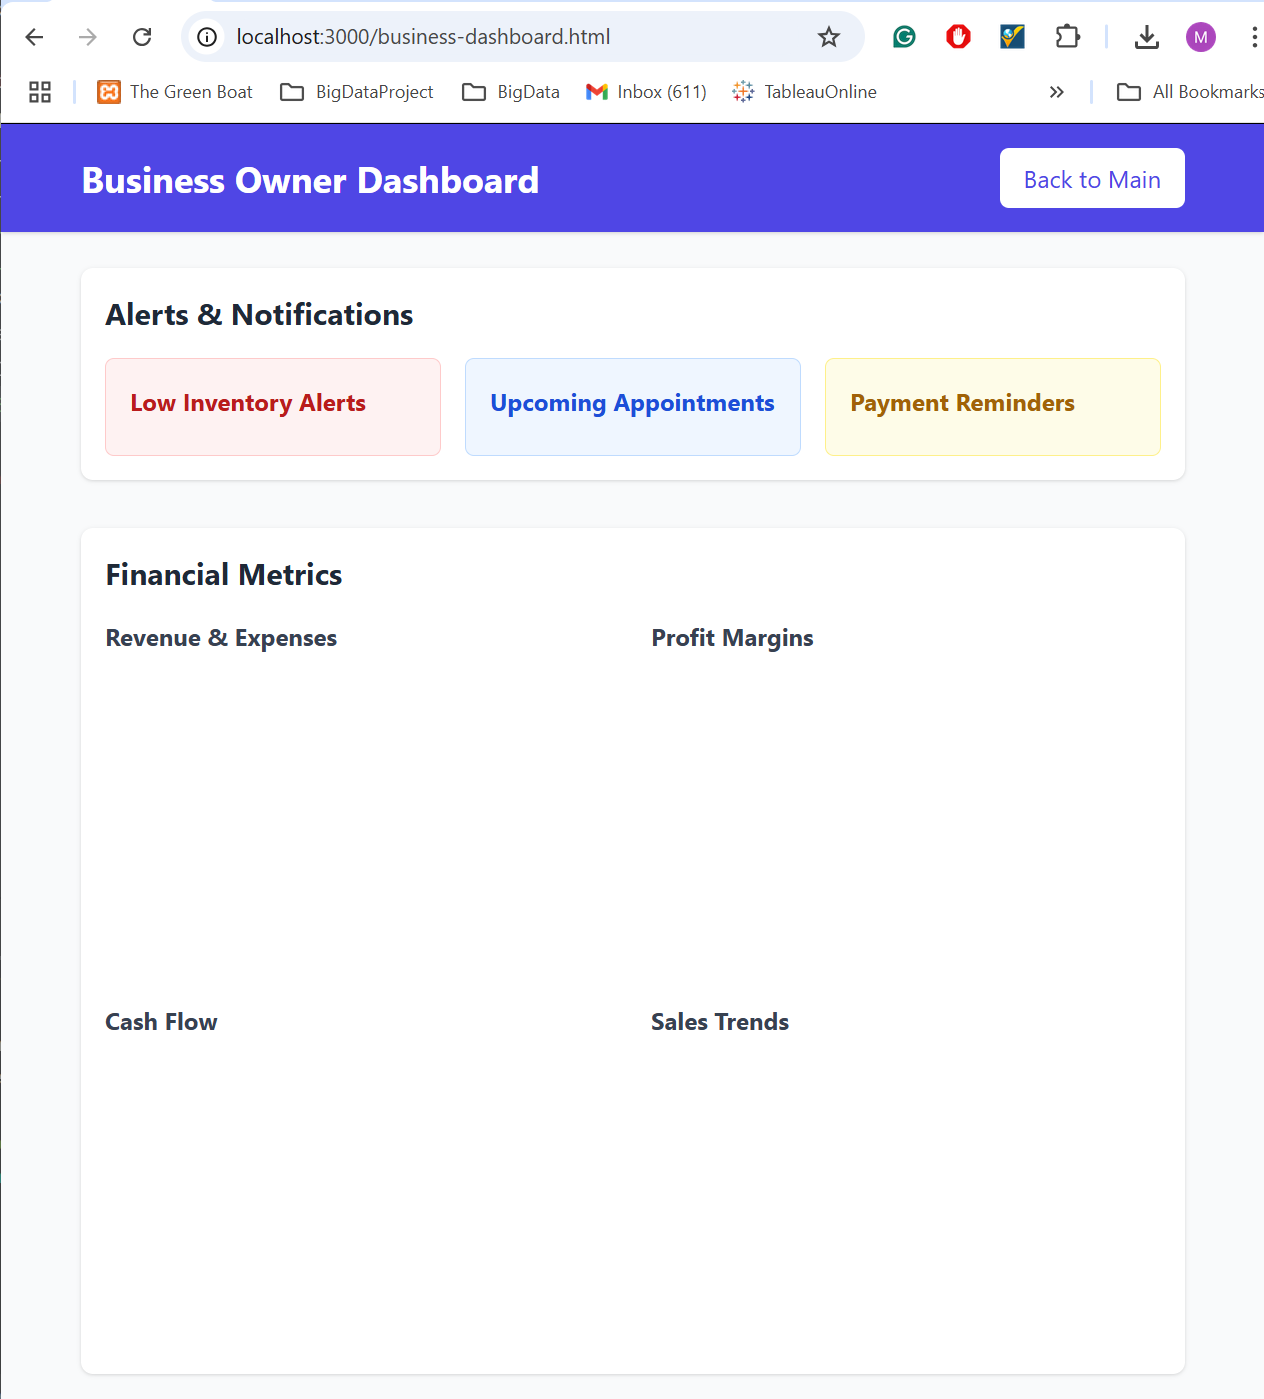 localhost:3000/business-dashboard.html
M
The Green Boat BigDataProject BigData Inbox (611) TableauOnline All Bookmarks
Business Owner Dashboard
Back to Main
Alerts & Notifications
Low Inventory Alerts
Upcoming Appointments
Payment Reminders
Financial Metrics
Revenue & Expenses
Profit Margins
Cash Flow
Sales Trends